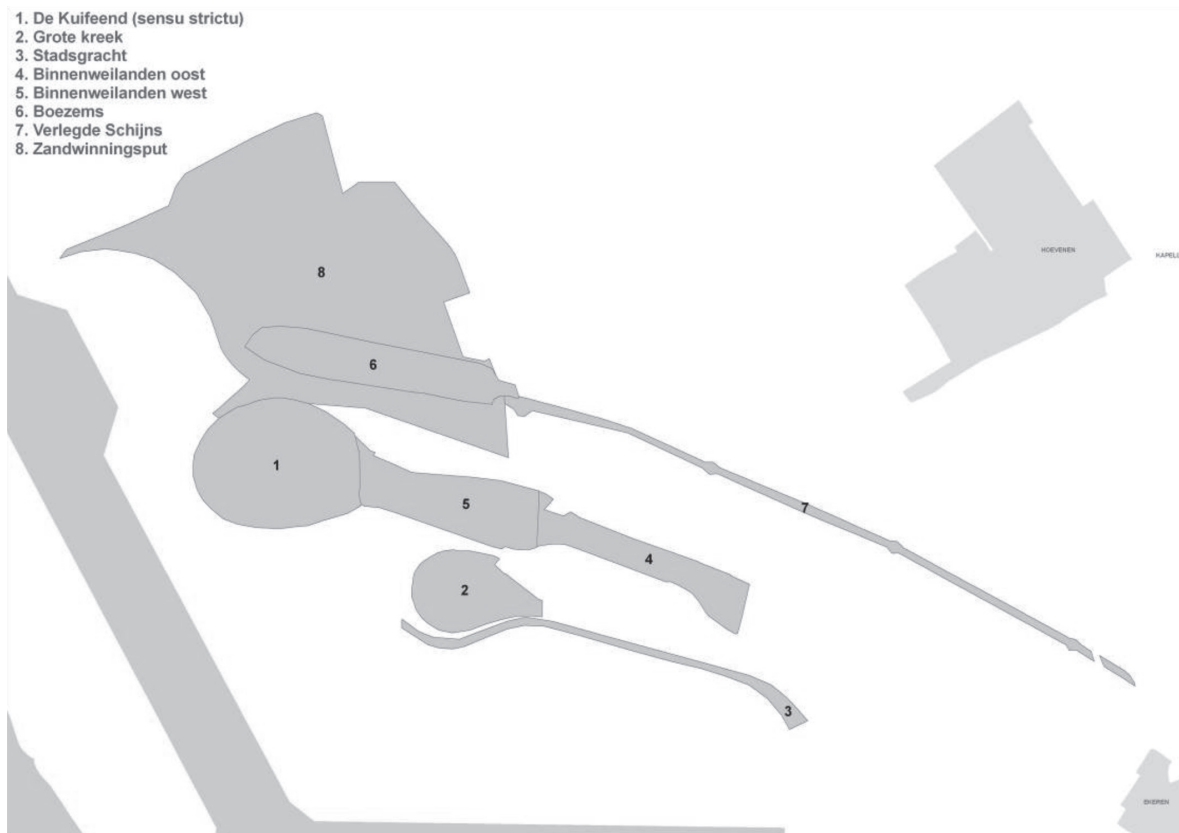 1. De Kuifeend (sensu strictu)
2. Grote kreek
3. Stadsgracht
4. Binnenweilanden oost
5. Binnenweilanden west
6. Boezems
7. Verlegde Schijns
8. Zandwinningsput
HOEVENEN
KAPELL
8
6
1
5
7
4
2
3
EKEREN